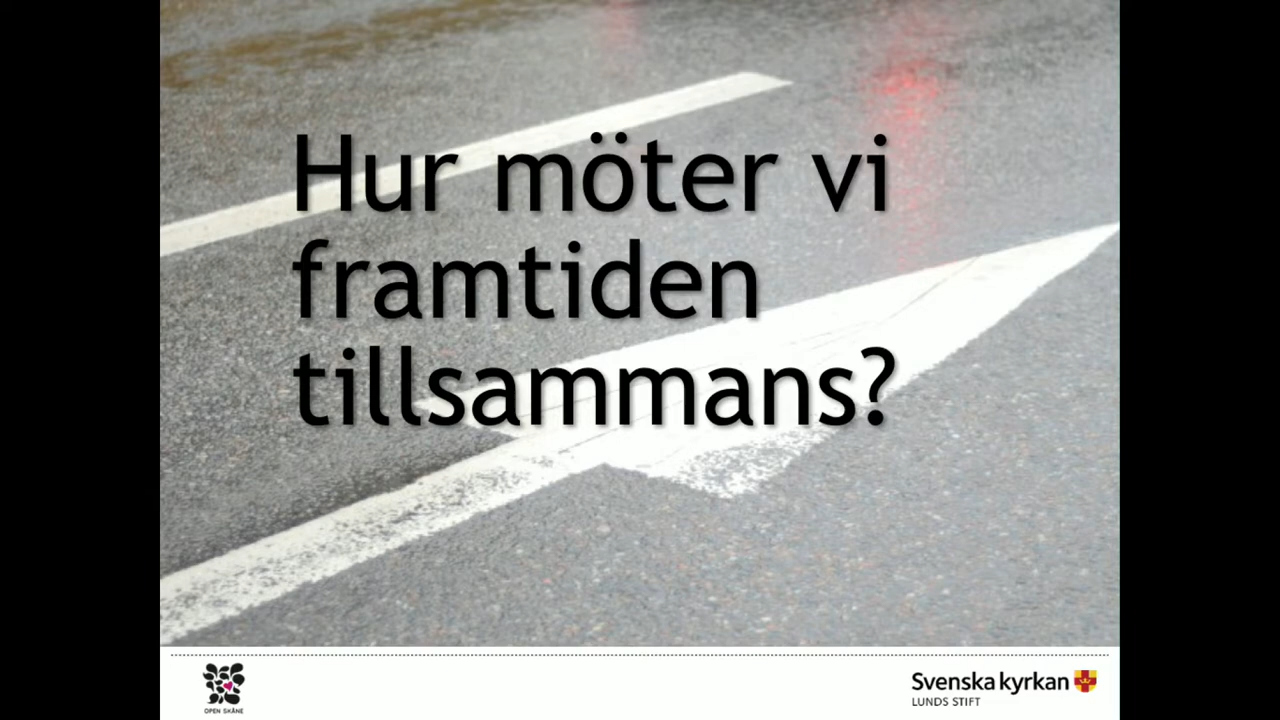 Hur möter vi
framtiden
tillsammans?
OPEN SKÅNE
Svenska kyrkan
LUNDS STIFT